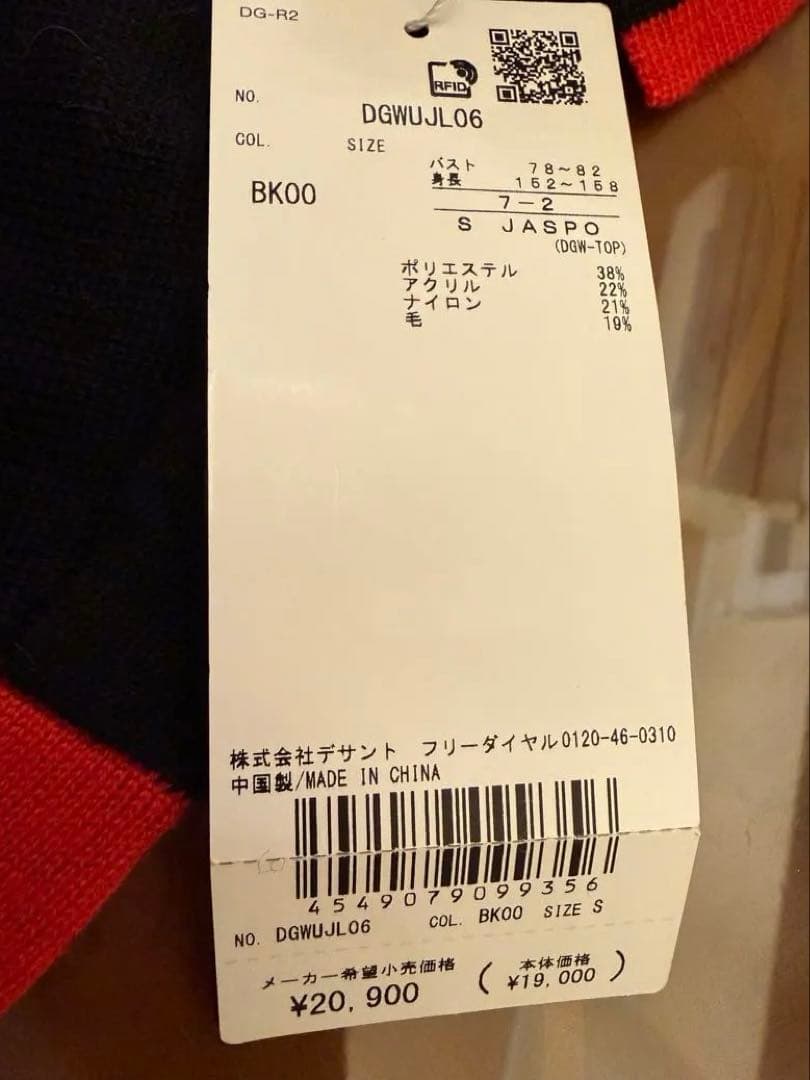 DG-R2
RFID
NO.
DGWUJL06
COL.
SIZE
BK00
バスト 78~82
身長 152~158
7-2
S JASPO
(DGW-TOP)
ポリエステル 38%
アクリル 22%
ナイロン 21%
毛 19%
株式会社デサント フリーダイヤル0120-46-0310
中国製/MADE IN CHINA
4549079099356
NO. DGWUJL06 COL. BK00 SIZE S
メーカー希望小売価格
¥20,900
(本体価格
¥19,000)